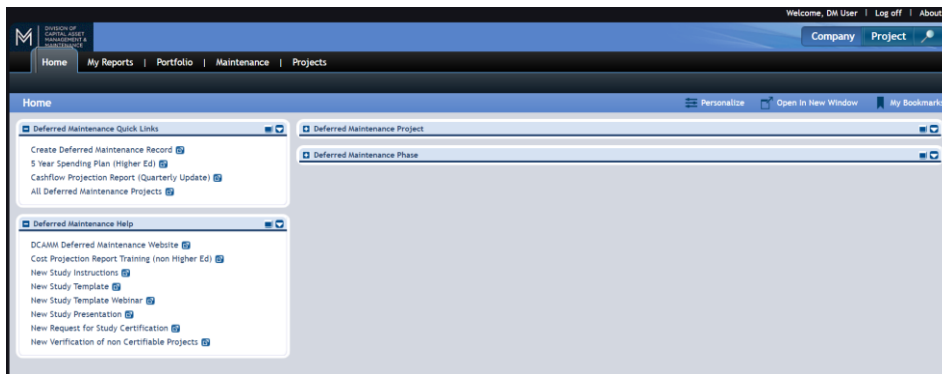 Welcome, DM User | Log off | About
DIVISION OF
CAPITAL ASSET
MANAGEMENT &
MAINTENANCE
Company Project
Home My Reports | Portfolio | Maintenance | Projects
Home Personalize Open In New Window My Bookmarks
Deferred Maintenance Quick Links
Create Deferred Maintenance Record
5 Year Spending Plan (Higher Ed)
Cashflow Projection Report (Quarterly Update)
All Deferred Maintenance Projects
Deferred Maintenance Help
DCAMM Deferred Maintenance Website
Cost Projection Report Training (non Higher Ed)
New Study Instructions
New Study Template
New Study Template Webinar
New Study Presentation
New Request for Study Certification
New Verification of non Certifiable Projects
Deferred Maintenance Project
Deferred Maintenance Phase